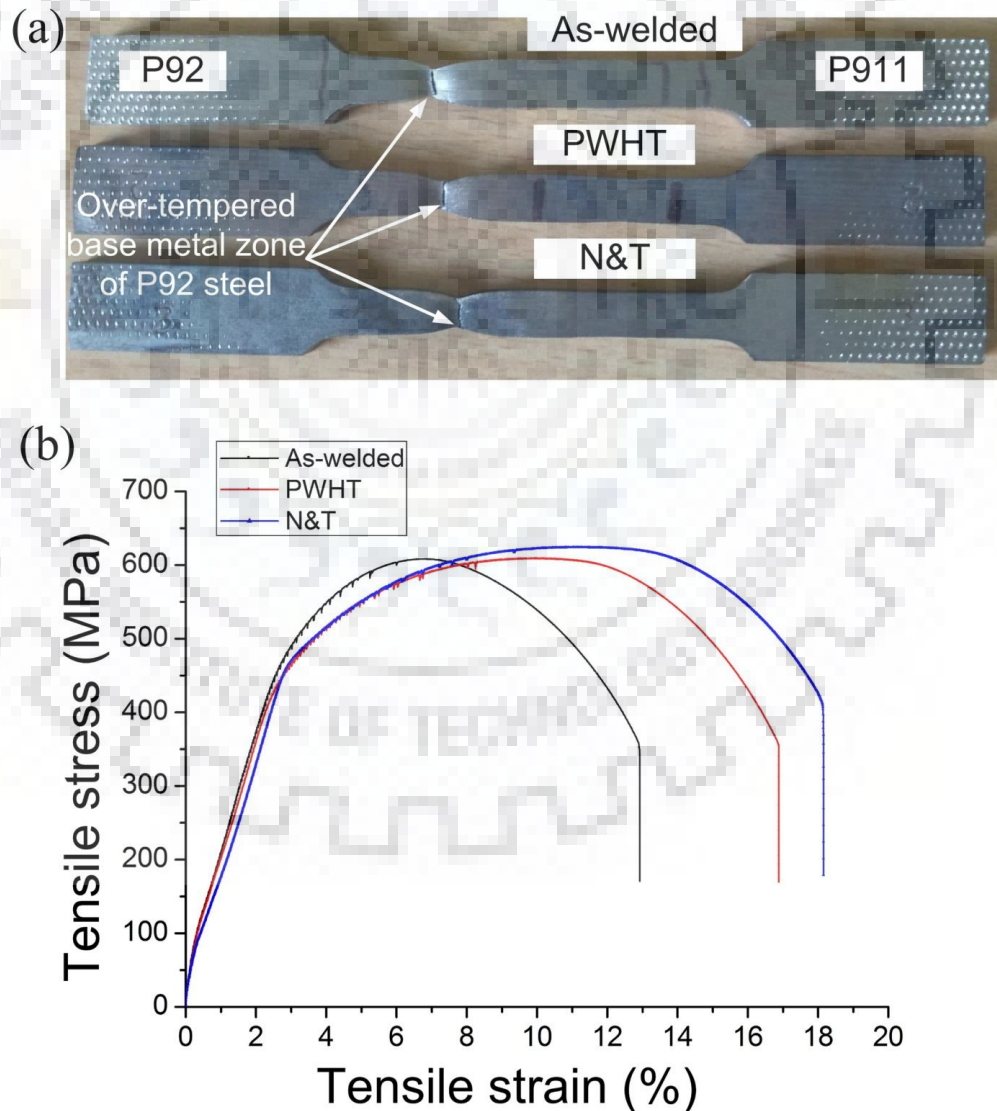 (a)
As-welded
P92
P911
PWHT
Over-tempered
base metal zone
of P92 steel
N&T
(b)
As-welded
PWHT
N&T
700
600
500
400
300
200
100
0
Tensile stress (MPa)
0 2 4 6 8 10 12 14 16 18 20
Tensile strain (%)